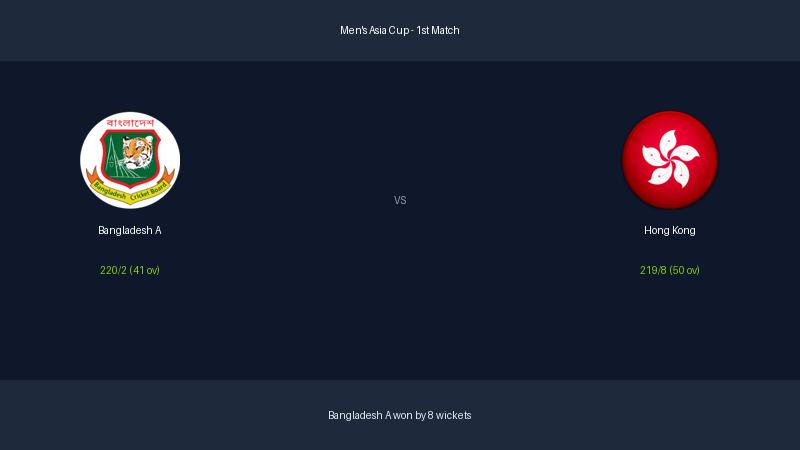 Men's Asia Cup - 1st Match
বাংলাদেশ
Bangladesh Cricket Board
VS
Bangladesh A
Hong Kong
220/2 (41 ov)
219/8 (50 ov)
Bangladesh A won by 8 wickets